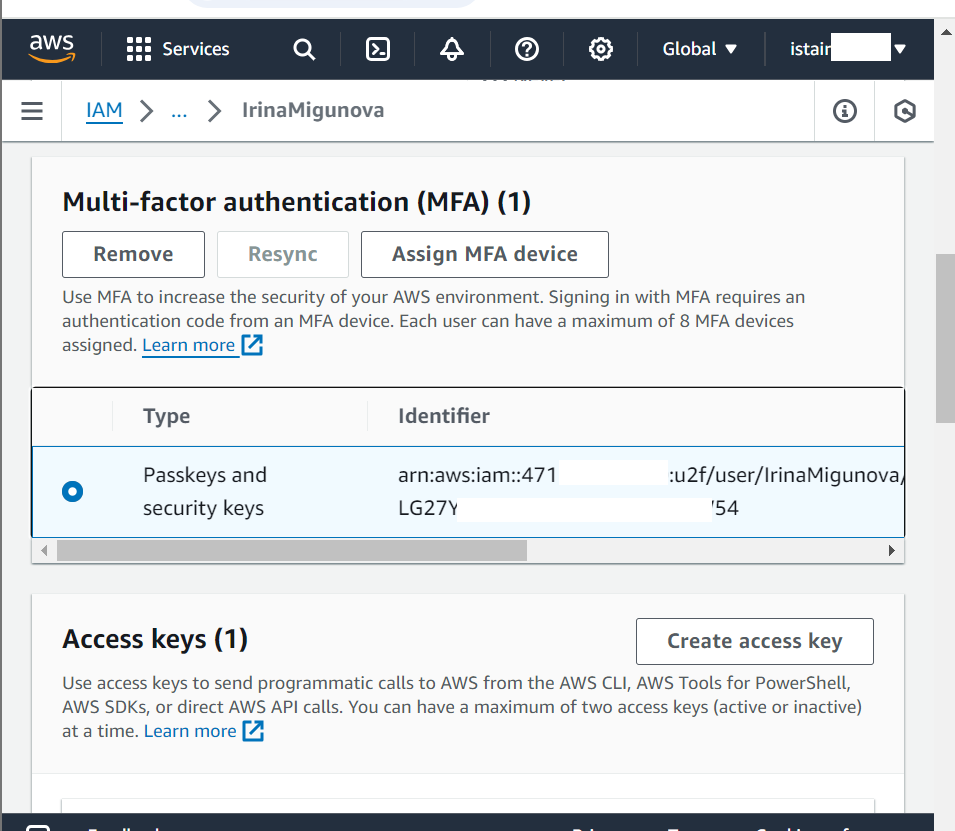 aws Services Global istair
IAM ... IrinaMigunova
Multi-factor authentication (MFA) (1)
Remove Resync Assign MFA device
Use MFA to increase the security of your AWS environment. Signing in with MFA requires an
authentication code from an MFA device. Each user can have a maximum of 8 MFA devices
assigned. Learn more
Type Identifier
Passkeys and arn:aws:iam::471 :u2f/user/IrinaMigunova/
security keys LG27Y 54
Access keys (1) Create access key
Use access keys to send programmatic calls to AWS from the AWS CLI, AWS Tools for PowerShell,
AWS SDKs, or direct AWS API calls. You can have a maximum of two access keys (active or inactive)
at a time. Learn more